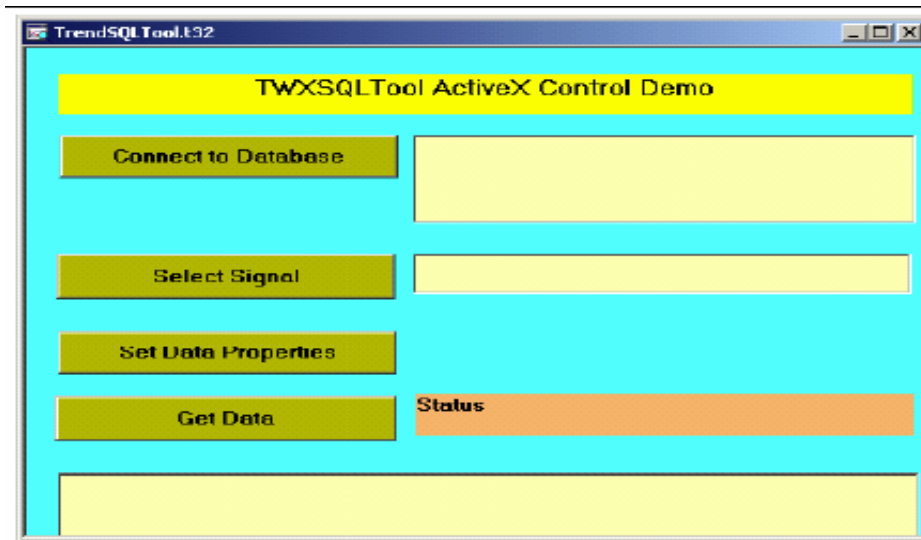 TrendSQLTool.t32
TWXSQLTool ActiveX Control Demo
Connect to Database
Select Signal
Set Data Properties
Get Data
Status